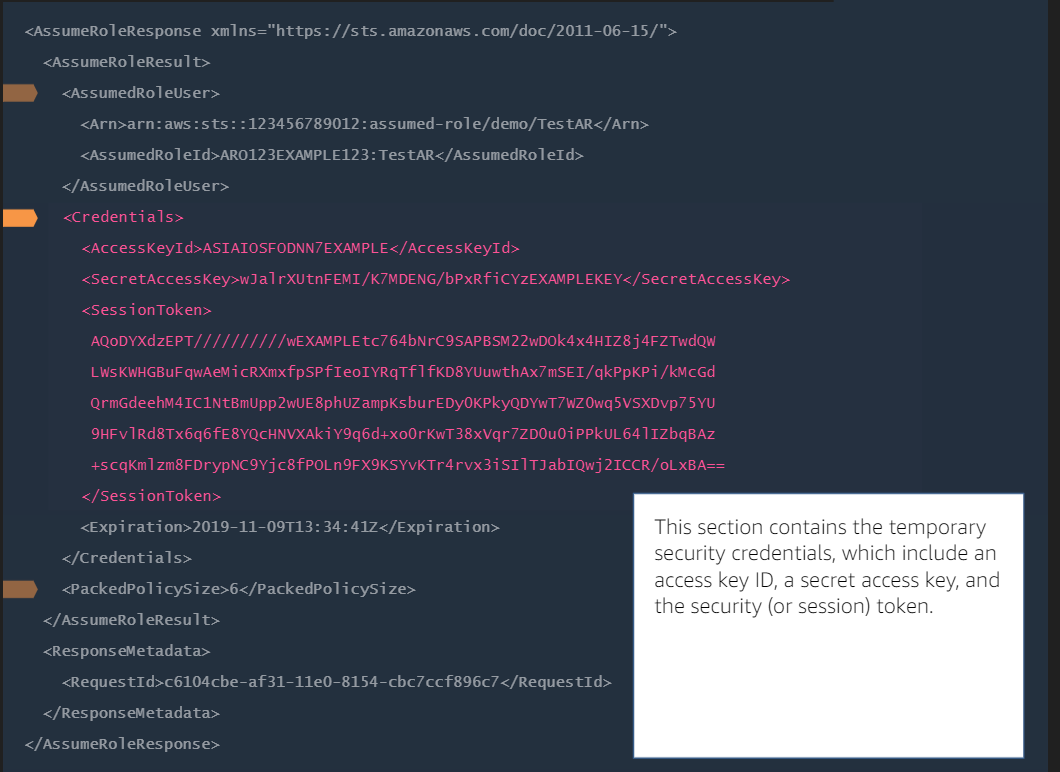 <AssumeRoleResponse xmlns="https://sts.amazonaws.com/doc/2011-06-15/">
<AssumeRoleResult>
<AssumedRoleUser>
<Arn>arn:aws:sts::123456789012:assumed-role/demo/TestAR</Arn>
<AssumedRoleId>ARO123EXAMPLE123:TestAR</AssumedRoleId>
</AssumedRoleUser>
<Credentials>
<AccessKeyId>ASIAIOSFODNN7EXAMPLE</AccessKeyId>
<SecretAccessKey>wJalrXUtnFEMI/K7MDENG/bPxRfiCYzEXAMPLEKEY</SecretAccessKey>
<SessionToken>
AQoDYXdzEPT//////////wEXAMPLEtc764bNrC9SAPBSM22wDOk4x4HIZ8j4FZTwdQW
LWsKWHGBuFqwAeMicRXmxfpSPfIeoIYRqTflfKD8YUuwthAx7mSEI/qkPpKPi/kMcGd
QrmGdeehM4IC1NtBmUpp2wUE8phUZampKsburEDy0KPkyQDYwT7WZ0wq5VSXDvp75YU
9HFvlRd8Tx6q6fE8YQcHNVXAkiY9q6d+xo0rKwT38xVqr7ZD0u0iPPkUL64lIZbqBAz
+scqKmlzm8FDrypNC9Yjc8fPOLn9FX9KSYvKTr4rvx3iSIlTJabIQwj2ICCR/oLxBA==
</SessionToken>
<Expiration>2019-11-09T13:34:41Z</Expiration>
</Credentials>
<PackedPolicySize>6</PackedPolicySize>
</AssumeRoleResult>
<ResponseMetadata>
<RequestId>c6104cbe-af31-11e0-8154-cbc7ccf896c7</RequestId>
</ResponseMetadata>
</AssumeRoleResponse>
This section contains the temporary
security credentials, which include an
access key ID, a secret access key, and
the security (or session) token.